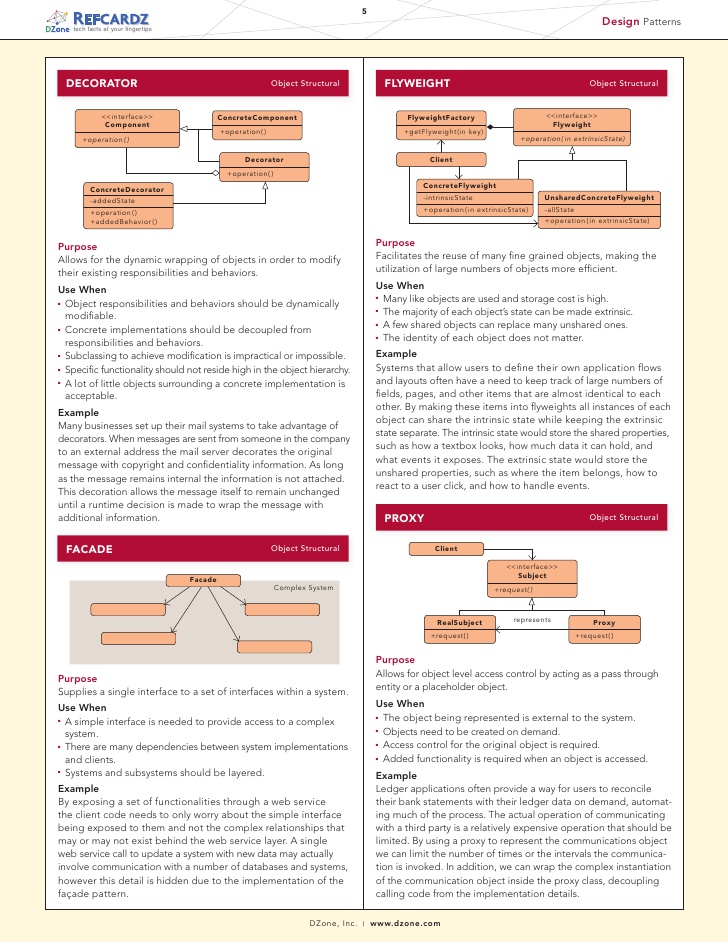 DZone REFCARDZ
tech facts at your fingertips
5
Design Patterns
DECORATOR Object Structural
<<interface>>
Component
+operation()
ConcreteComponent
+operation()
Decorator
+operation()
ConcreteDecorator
-addedState
+operation()
+addedBehavior()
Purpose
Allows for the dynamic wrapping of objects in order to modify
their existing responsibilities and behaviors.
Use When
• Object responsibilities and behaviors should be dynamically
modifiable.
• Concrete implementations should be decoupled from
responsibilities and behaviors.
• Subclassing to achieve modification is impractical or impossible.
• Specific functionality should not reside high in the object hierarchy.
• A lot of little objects surrounding a concrete implementation is
acceptable.
Example
Many businesses set up their mail systems to take advantage of
decorators. When messages are sent from someone in the company
to an external address the mail server decorates the original
message with copyright and confidentiality information. As long
as the message remains internal the information is not attached.
This decoration allows the message itself to remain unchanged
until a runtime decision is made to wrap the message with
additional information.
FACADE Object Structural
Facade
Complex System
Purpose
Supplies a single interface to a set of interfaces within a system.
Use When
• A simple interface is needed to provide access to a complex
system.
• There are many dependencies between system implementations
and clients.
• Systems and subsystems should be layered.
Example
By exposing a set of functionalities through a web service
the client code needs to only worry about the simple interface
being exposed to them and not the complex relationships that
may or may not exist behind the web service layer. A single
web service call to update a system with new data may actually
involve communication with a number of databases and systems,
however this detail is hidden due to the implementation of the
façade pattern.
FLYWEIGHT Object Structural
FlyweightFactory
+getFlyweight(in key)
<<interface>>
Flyweight
+operation(in extrinsicState)
Client
ConcreteFlyweight
-intrinsicState
+operation(in extrinsicState)
UnsharedConcreteFlyweight
-allState
+operation(in extrinsicState)
Purpose
Facilitates the reuse of many fine grained objects, making the
utilization of large numbers of objects more efficient.
Use When
• Many like objects are used and storage cost is high.
• The majority of each object’s state can be made extrinsic.
• A few shared objects can replace many unshared ones.
• The identity of each object does not matter.
Example
Systems that allow users to define their own application flows
and layouts often have a need to keep track of large numbers of
fields, pages, and other items that are almost identical to each
other. By making these items into flyweights all instances of each
object can share the intrinsic state while keeping the extrinsic
state separate. The intrinsic state would store the shared properties,
such as how a textbox looks, how much data it can hold, and
what events it exposes. The extrinsic state would store the
unshared properties, such as where the item belongs, how to
react to a user click, and how to handle events.
PROXY Object Structural
Client
<<interface>>
Subject
+request()
RealSubject
+request()
represents
Proxy
+request()
Purpose
Allows for object level access control by acting as a pass through
entity or a placeholder object.
Use When
• The object being represented is external to the system.
• Objects need to be created on demand.
• Access control for the original object is required.
• Added functionality is required when an object is accessed.
Example
Ledger applications often provide a way for users to reconcile
their bank statements with their ledger data on demand, automat-
ing much of the process. The actual operation of communicating
with a third party is a relatively expensive operation that should be
limited. By using a proxy to represent the communications object
we can limit the number of times or the intervals the communica-
tion is invoked. In addition, we can wrap the complex instantiation
of the communication object inside the proxy class, decoupling
calling code from the implementation details.
DZone, Inc. | www.dzone.com